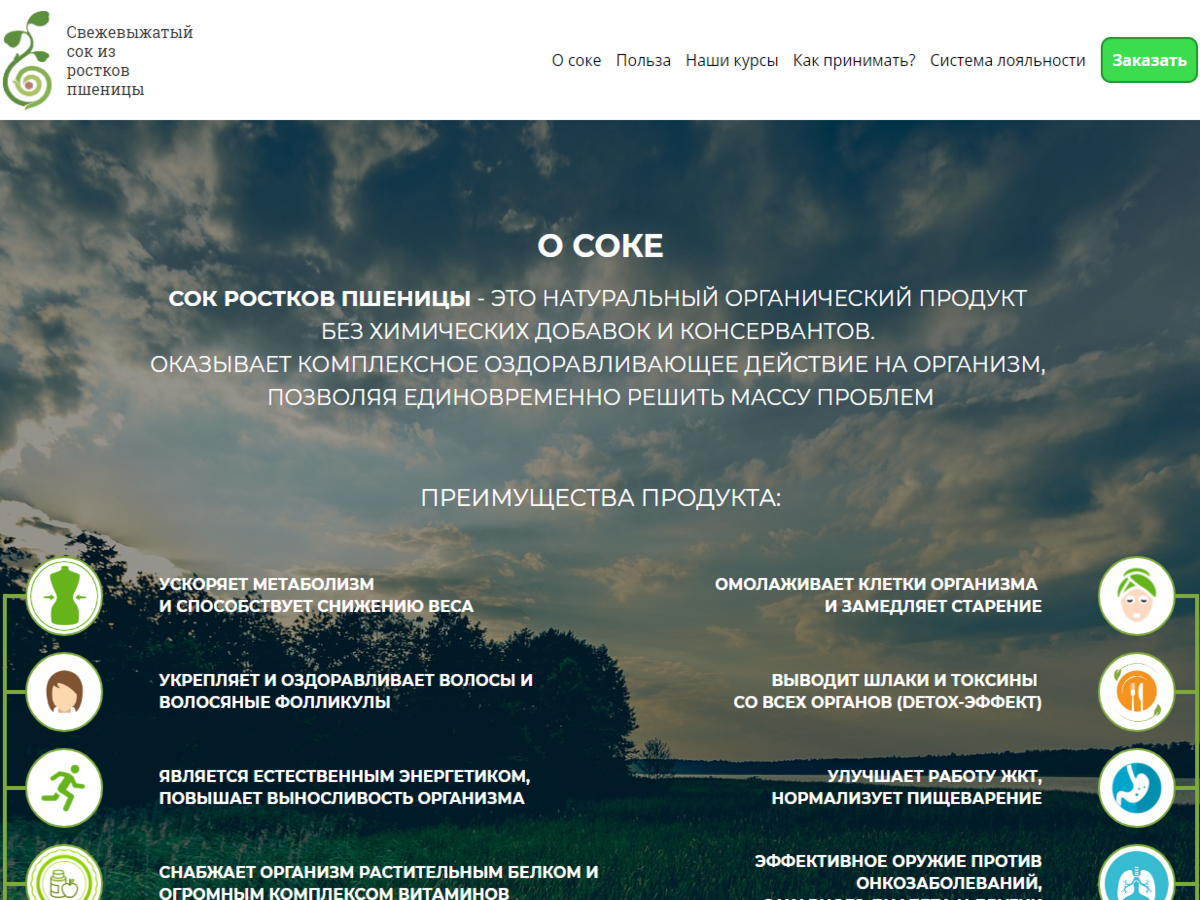 Свежевыжатый
сок из
ростков
пшеницы
О соке Польза Наши курсы Как принимать? Система лояльности Заказать
О СОКЕ
СОК РОСТКОВ ПШЕНИЦЫ - ЭТО НАТУРАЛЬНЫЙ ОРГАНИЧЕСКИЙ ПРОДУКТ
БЕЗ ХИМИЧЕСКИХ ДОБАВОК И КОНСЕРВАНТОВ.
ОКАЗЫВАЕТ КОМПЛЕКСНОЕ ОЗДОРАВЛИВАЮЩЕЕ ДЕЙСТВИЕ НА ОРГАНИЗМ,
ПОЗВОЛЯЯ ЕДИНОВРЕМЕННО РЕШИТЬ МАССУ ПРОБЛЕМ
ПРЕИМУЩЕСТВА ПРОДУКТА:
УСКОРЯЕТ МЕТАБОЛИЗМ
И СПОСОБСТВУЕТ СНИЖЕНИЮ ВЕСА
ОМОЛАЖИВАЕТ КЛЕТКИ ОРГАНИЗМА
И ЗАМЕДЛЯЕТ СТАРЕНИЕ
УКРЕПЛЯЕТ И ОЗДОРАВЛИВАЕТ ВОЛОСЫ И
ВОЛОСЯНЫЕ ФОЛЛИКУЛЫ
ВЫВОДИТ ШЛАКИ И ТОКСИНЫ
СО ВСЕХ ОРГАНОВ (DETOX-ЭФФЕКТ)
ЯВЛЯЕТСЯ ЕСТЕСТВЕННЫМ ЭНЕРГЕТИКОМ,
ПОВЫШАЕТ ВЫНОСЛИВОСТЬ ОРГАНИЗМА
УЛУЧШАЕТ РАБОТУ ЖКТ,
НОРМАЛИЗУЕТ ПИЩЕВАРЕНИЕ
СНАБЖАЕТ ОРГАНИЗМ РАСТИТЕЛЬНЫМ БЕЛКОМ И
ОГРОМНЫМ КОМПЛЕКСОМ ВИТАМИНОВ
ЭФФЕКТИВНОЕ ОРУЖИЕ ПРОТИВ
ОНКОЗАБОЛЕВАНИЙ,